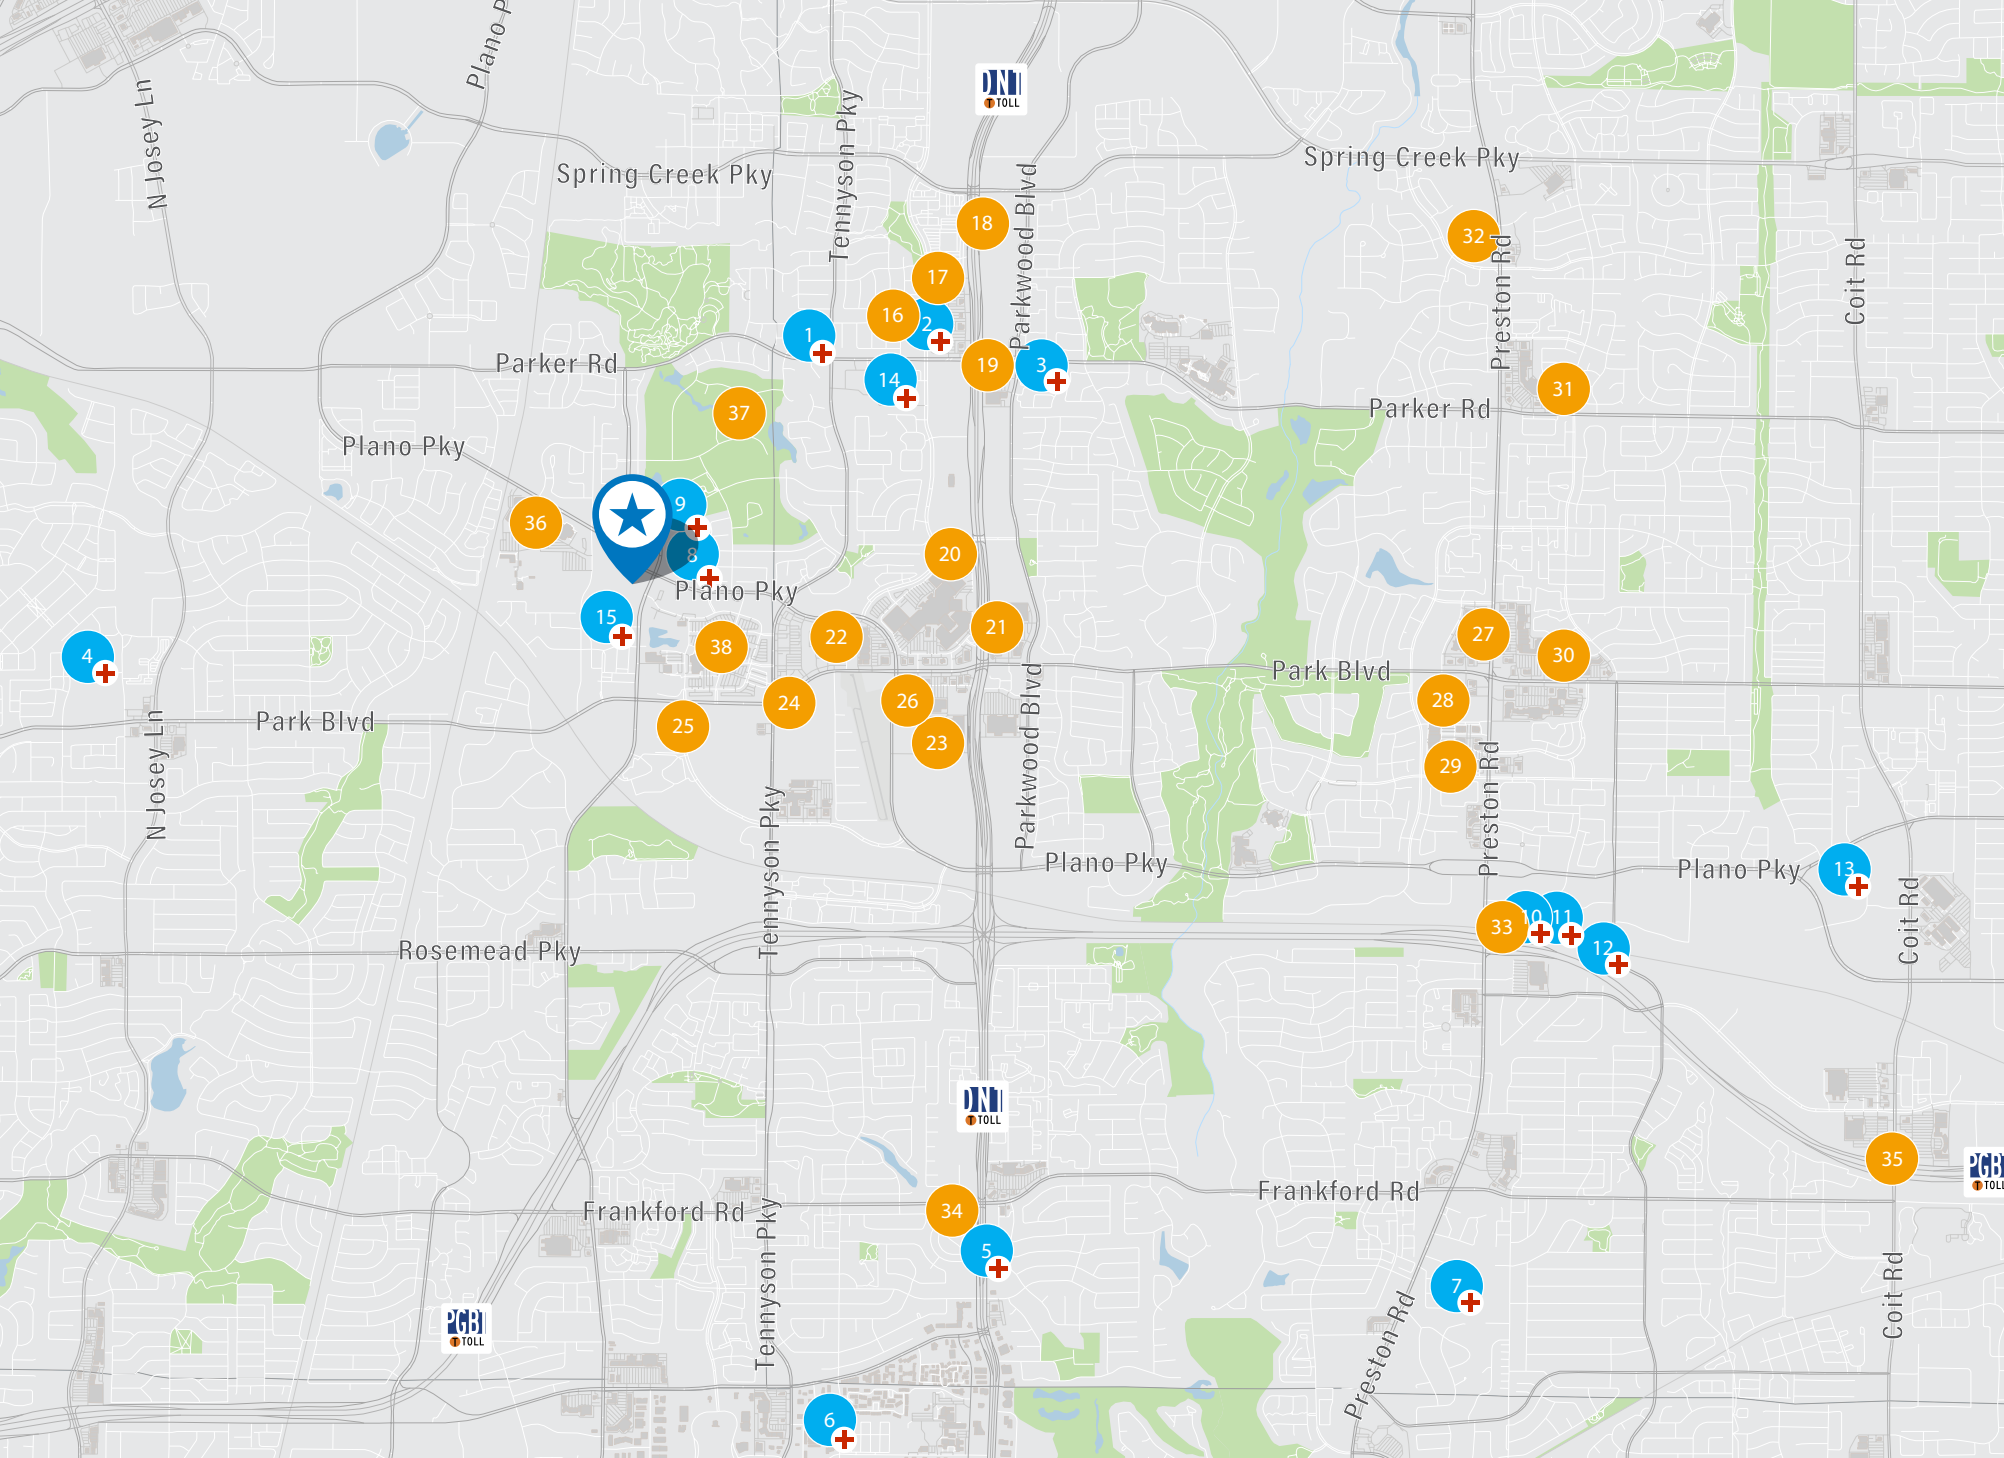 Plano P
N Josey Ln
DNT
TOLL
Tennyson Pky
Spring Creek Pky
Parkwood Blvd
Spring Creek Pky
18
32
Preston Rd
Coit Rd
17
16
2
1
Parker Rd
19
3
14
31
Parker Rd
37
Plano Pky
9
36
8
20
Plano Pky
15
21
22
27
38
4
30
Park Blvd
Parkwood Blvd
26
28
24
25
Park Blvd
23
N Josey Ln
Preston Rd
29
Tennyson Pky
Plano Pky
Plano Pky
13
Coit Rd
10
11
33
12
Rosemead Pky
DNT
TOLL
35
PGBT
TOLL
Frankford Rd
34
Frankford Rd
Tennyson Pky
5
7
Coit Rd
PGBT
TOLL
Preston Rd
6